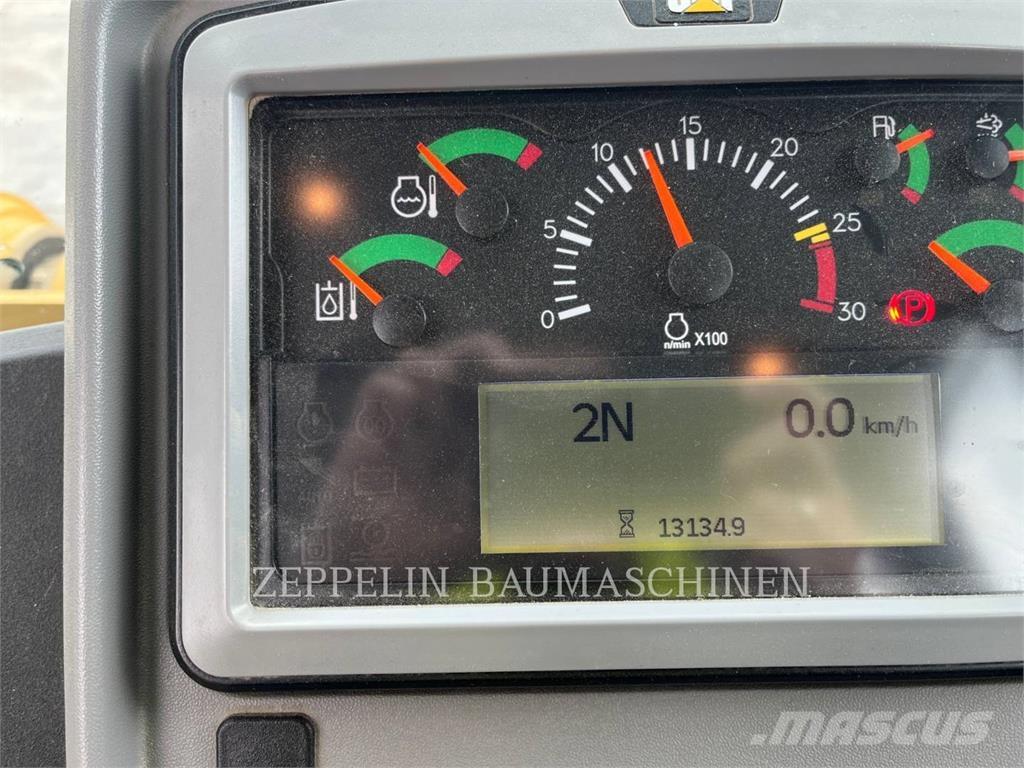 15
10
20
5
25
0
30
P
n/min X100
2N
0.0 km/h
13134.9
ZEPPELIN BAUMASCHINEN
MASCUS